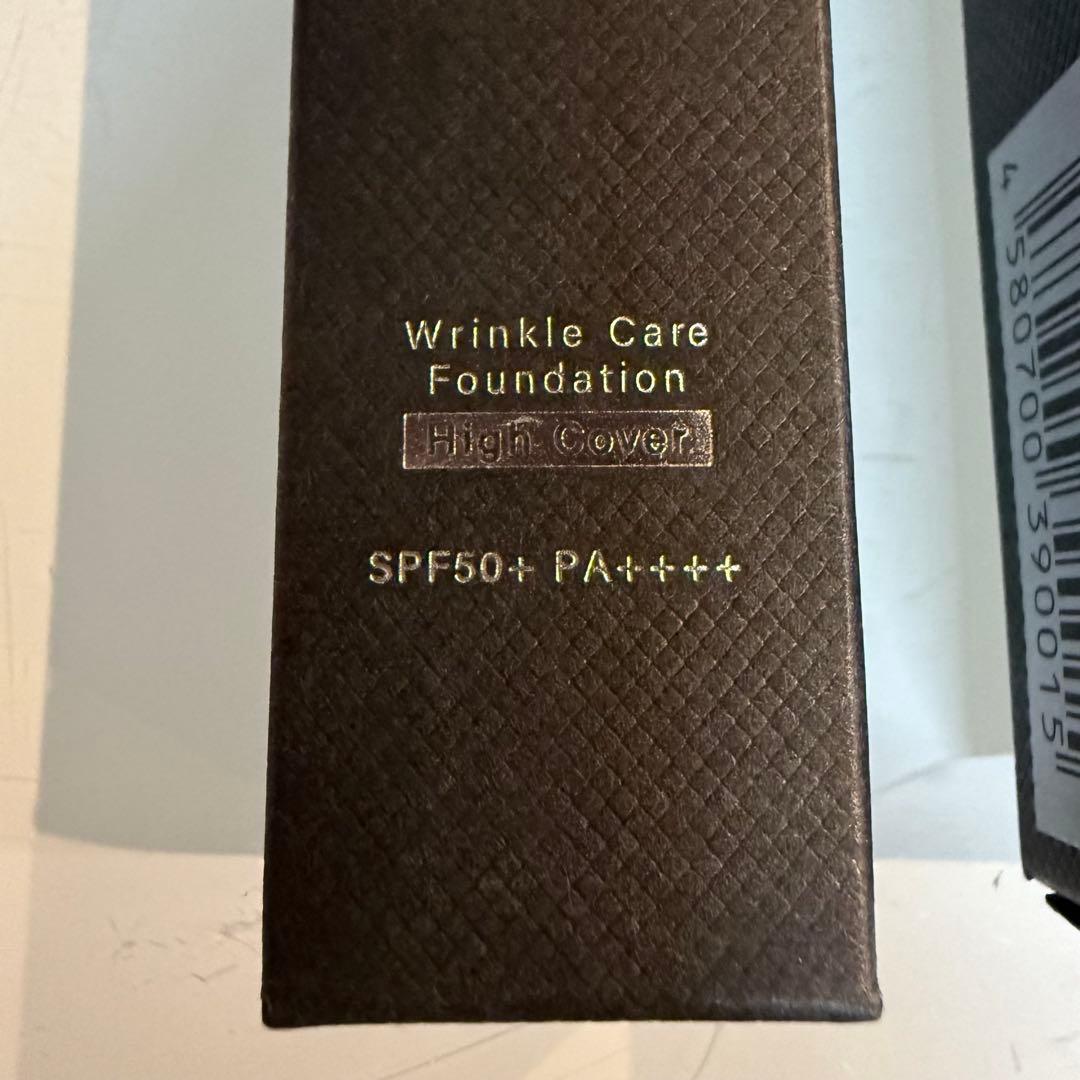 Wrinkle Care
Foundation
High Cover
SPF50+ PA++++
4 580700 390015